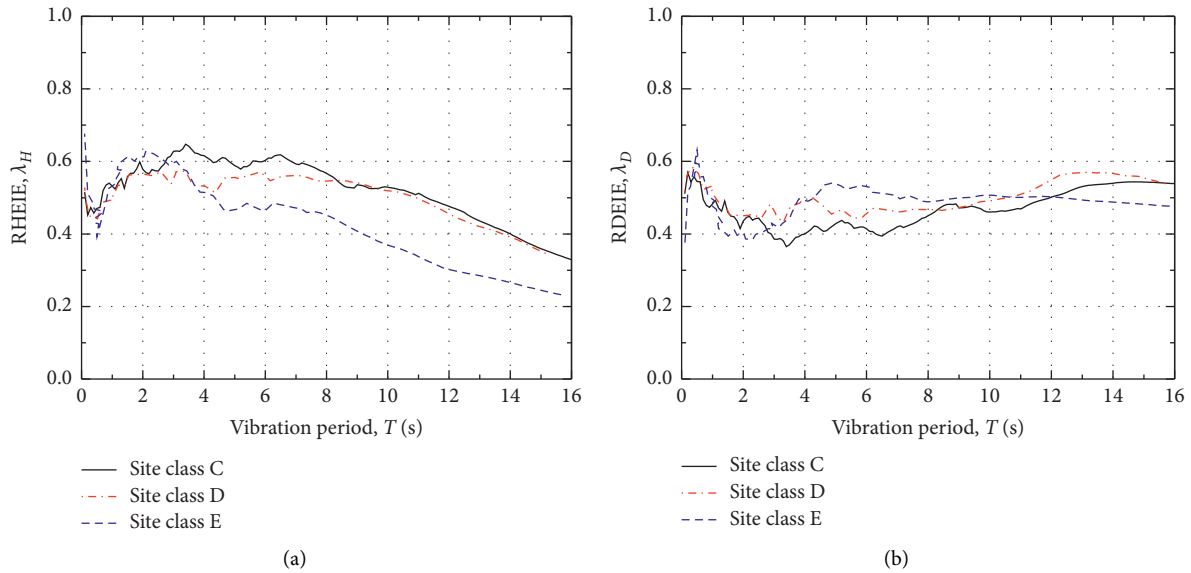 1.0
0.8
0.6
0.4
0.2
0.0
RHEIE, λH
0 2 4 6 8 10 12 14 16
Vibration period, T (s)
Site class C
Site class D
Site class E
(a)
1.0
0.8
0.6
0.4
0.2
0.0
RDEIE, λD
0 2 4 6 8 10 12 14 16
Vibration period, T (s)
Site class C
Site class D
Site class E
(b)